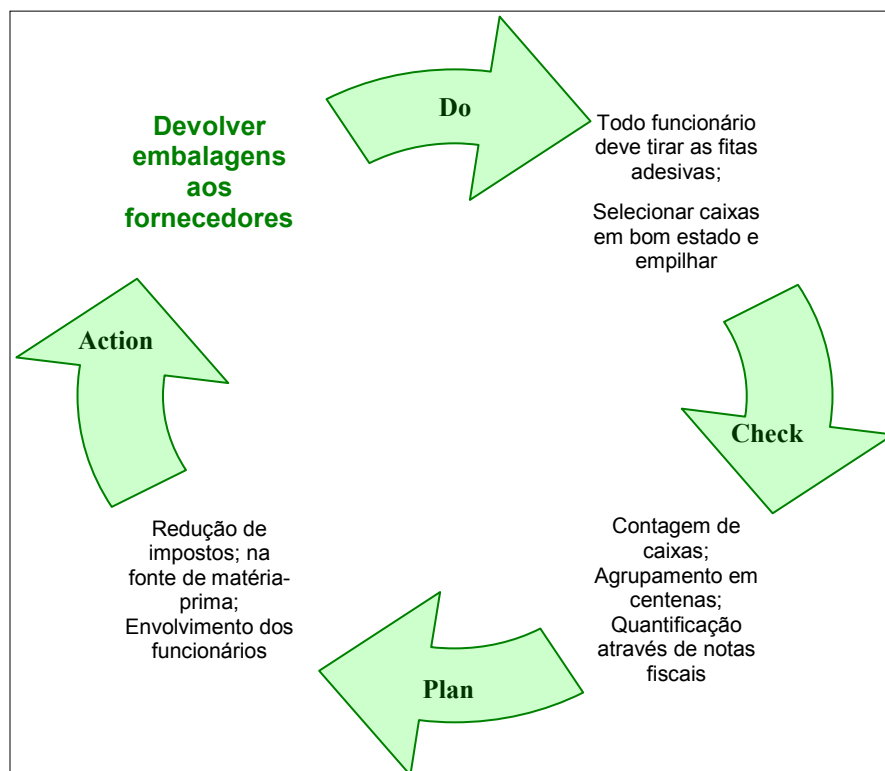 Devolver
embalagens
aos
fornecedores
Do
Todo funcionário
deve tirar as fitas
adesivas;
Selecionar caixas
em bom estado e
empilhar
Check
Contagem de
caixas;
Agrupamento em
centenas;
Quantificação
através de notas
fiscais
Plan
Redução de
impostos; na
fonte de matéria-
prima;
Envolvimento dos
funcionários
Action